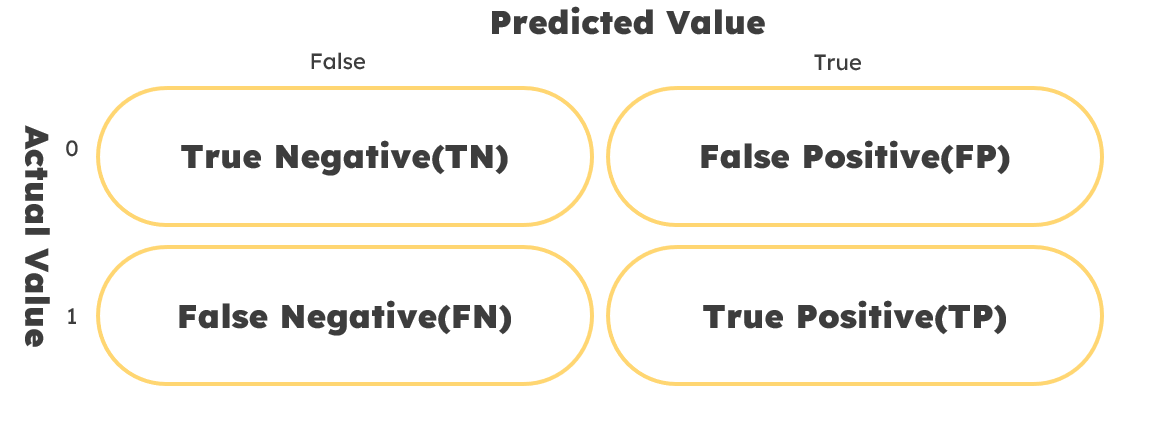 Predicted Value
False
True
Actual Value
0
True Negative(TN)
False Positive(FP)
1
False Negative(FN)
True Positive(TP)